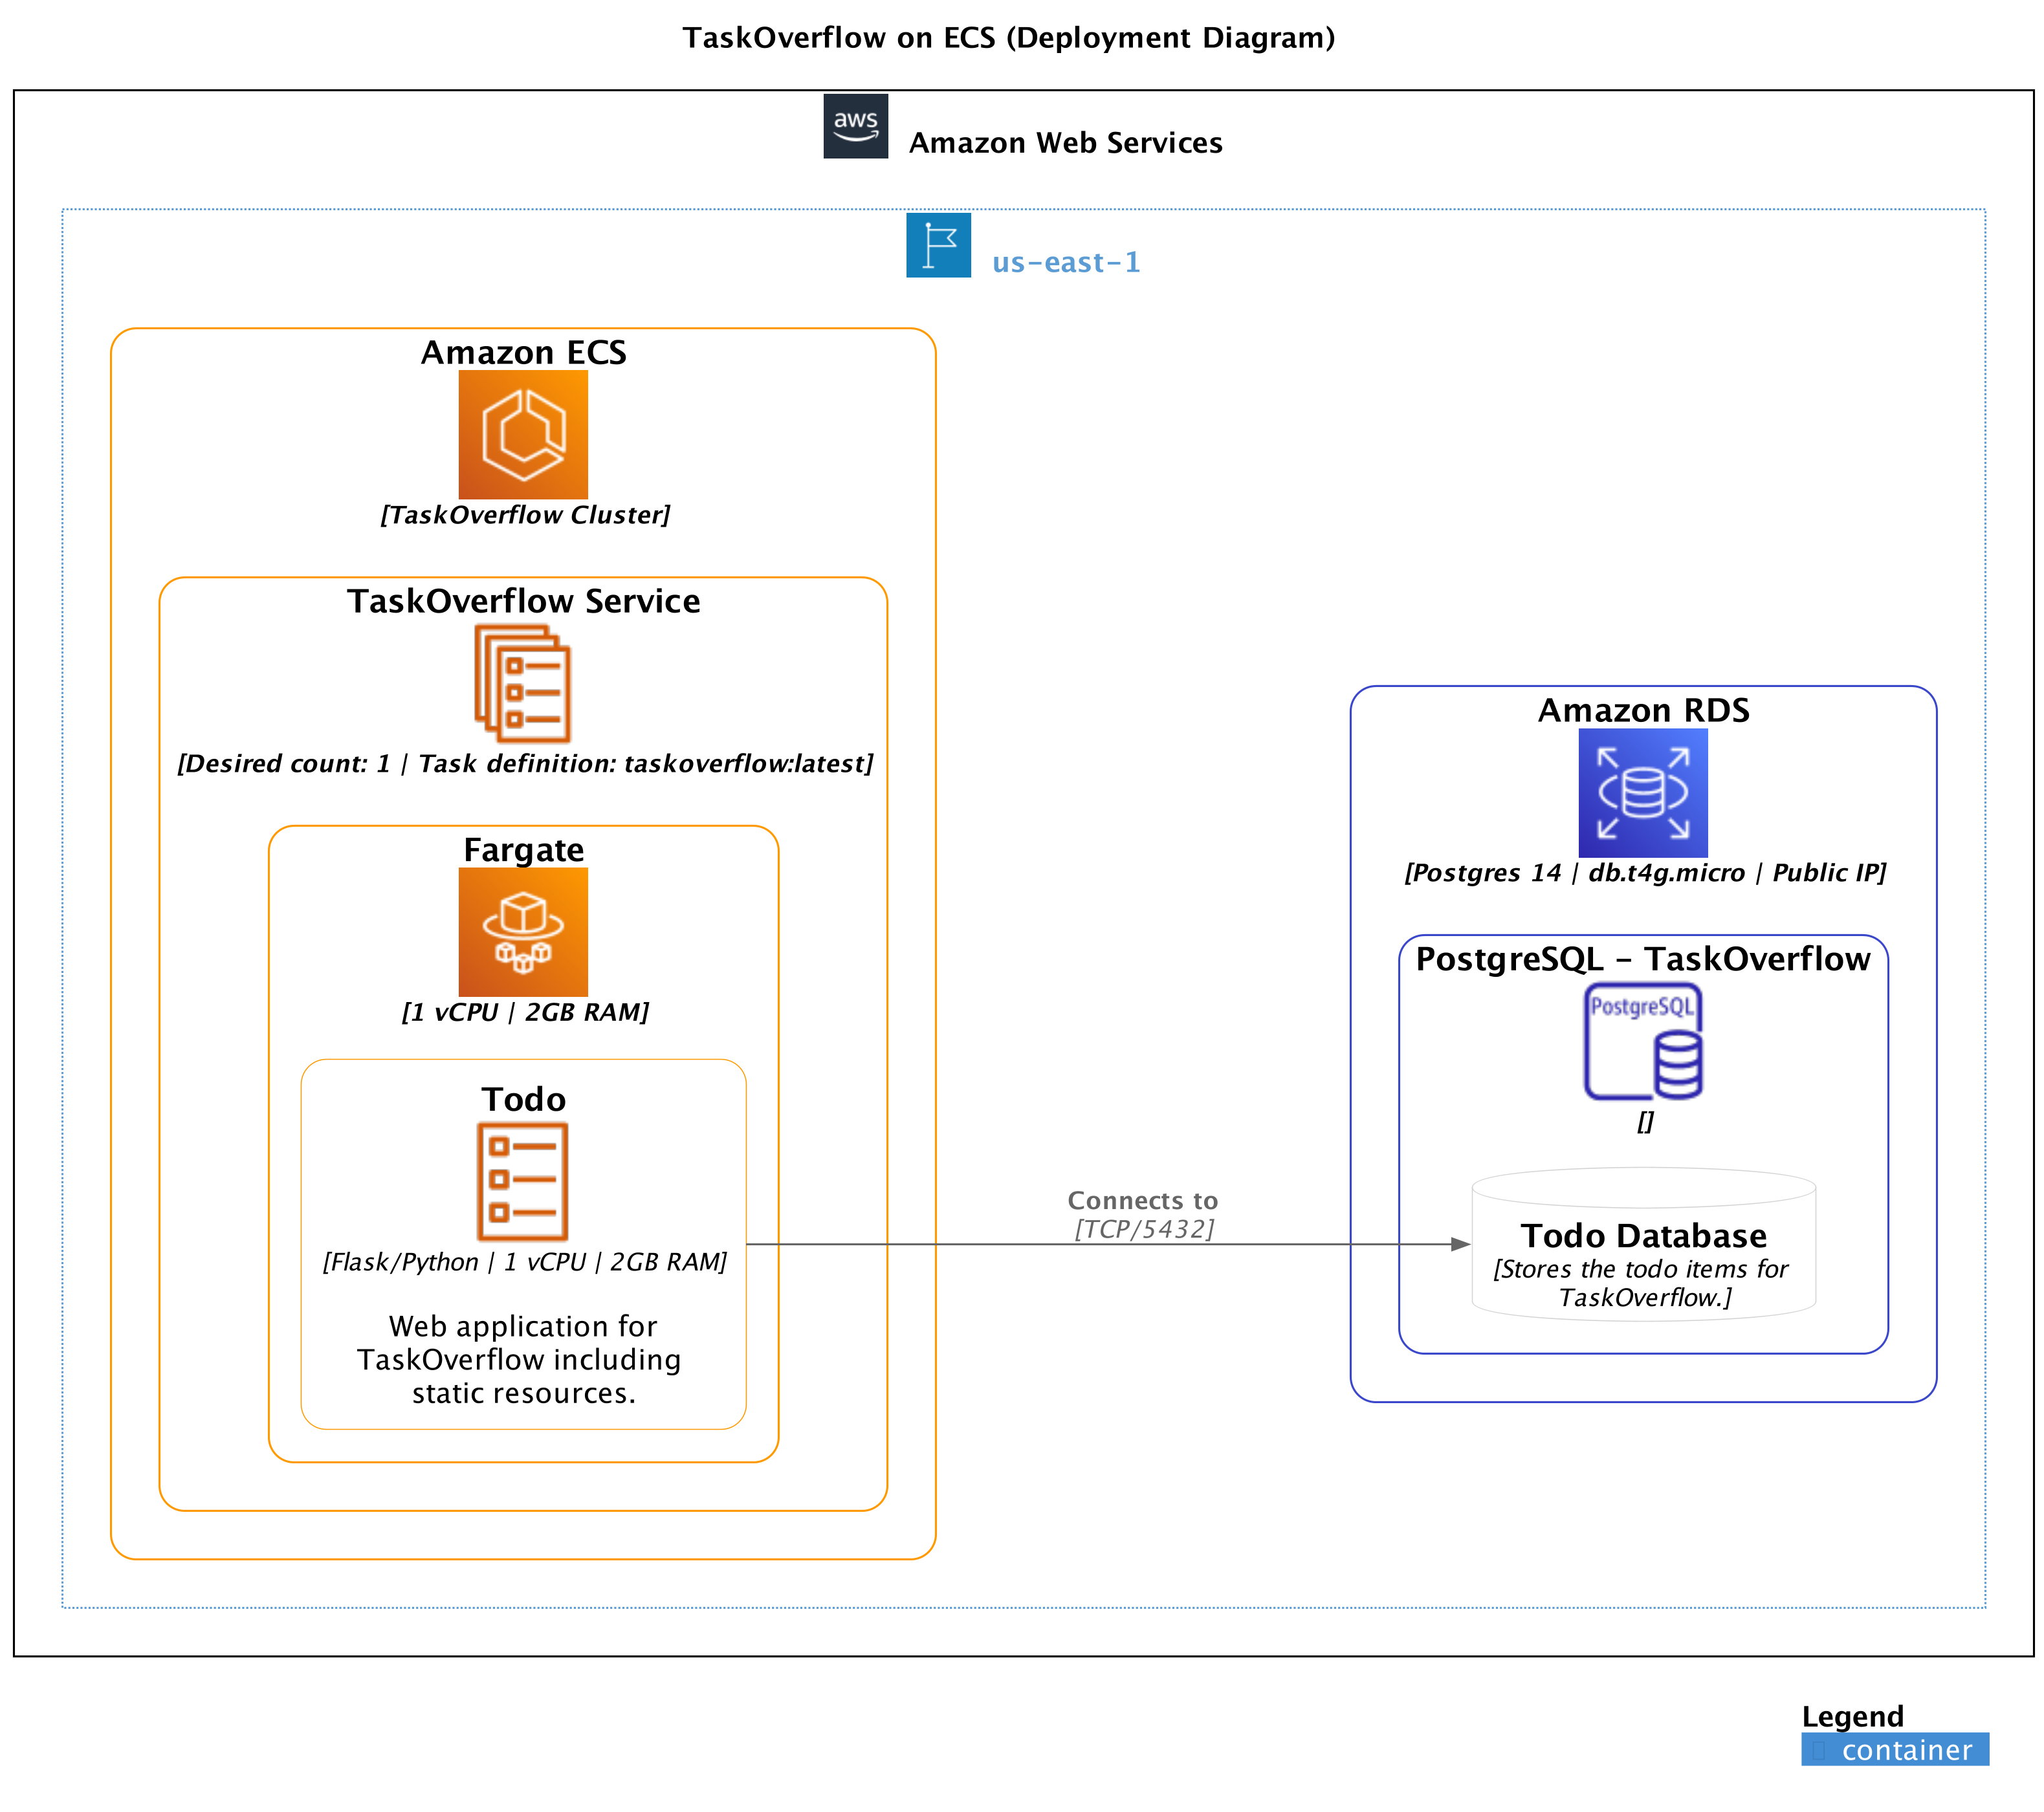 TaskOverflow on ECS (Deployment Diagram)
aws
Amazon Web Services
us-east-1
Amazon ECS
[TaskOverflow Cluster]
TaskOverflow Service
[Desired count: 1 | Task definition: taskoverflow:latest]
Fargate
[1 vCPU | 2GB RAM]
Todo
[Flask/Python | 1 vCPU | 2GB RAM]
Web application for
TaskOverflow including
static resources.
Connects to
[TCP/5432]
Amazon RDS
[Postgres 14 | db.t4g.micro | Public IP]
PostgreSQL - TaskOverflow
PostgreSQL
[]
Todo Database
[Stores the todo items for
TaskOverflow.]
Legend
container